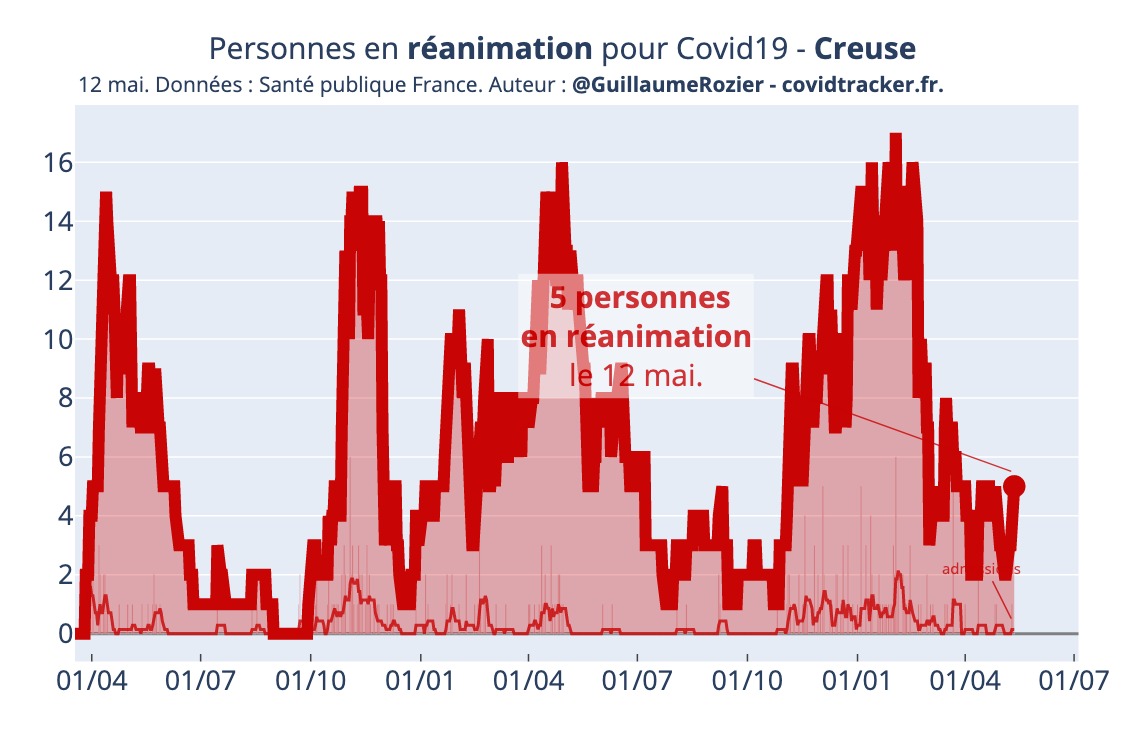 Personnes en réanimation pour Covid19 - Creuse
12 mai. Données : Santé publique France. Auteur : @GuillaumeRozier - covidtracker.fr.
16
14
12
10
8
6
4
2
0
5 personnes
en réanimation
le 12 mai.
admissions
01/04 01/07 01/10 01/01 01/04 01/07 01/10 01/01 01/04 01/07